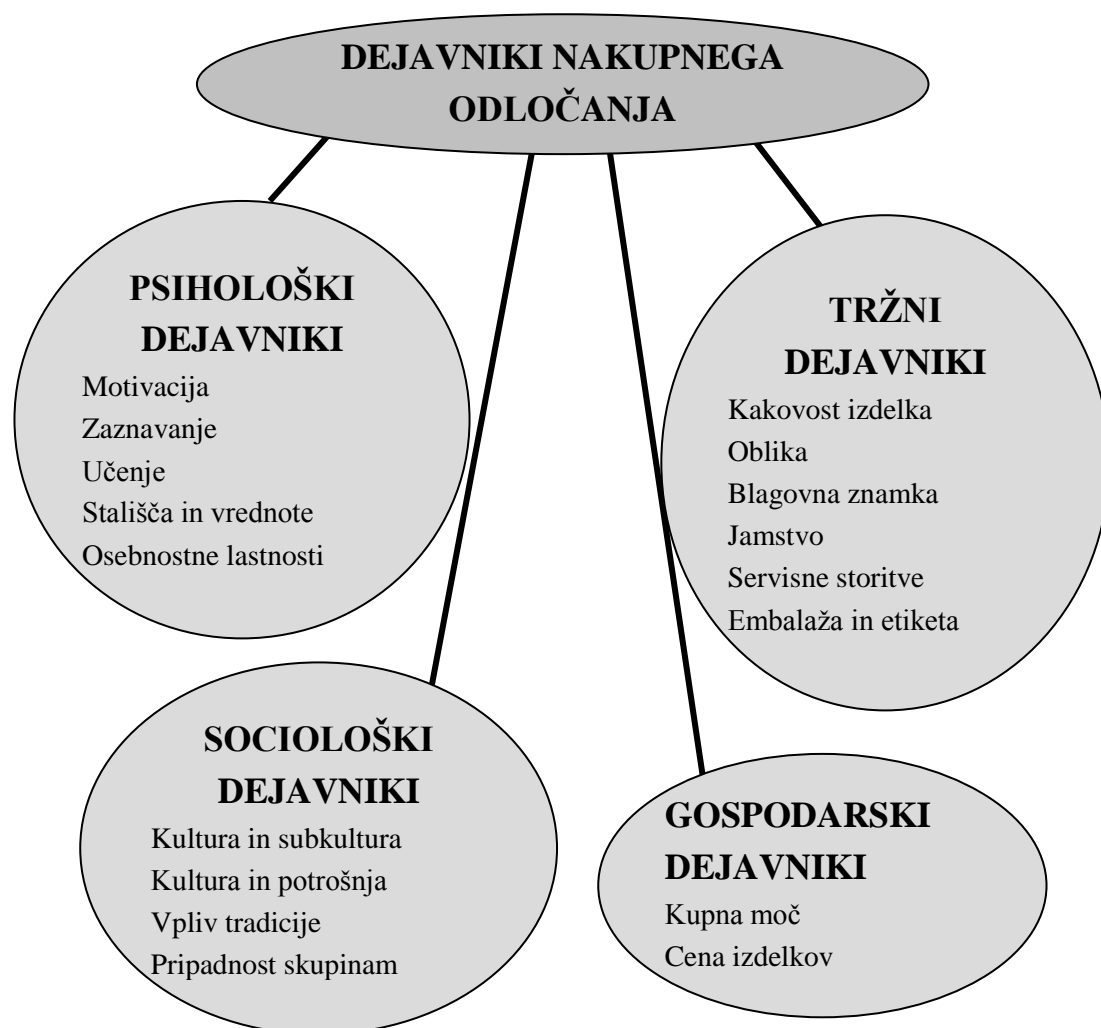 DEJAVNIKI NAKUPNEGA
ODLOČANJA
PSIHOLOŠKI
DEJAVNIKI
Motivacija
Zaznavanje
Učenje
Stališča in vrednote
Osebnostne lastnosti
TRŽNI
DEJAVNIKI
Kakovost izdelka
Oblika
Blagovna znamka
Jamstvo
Servisne storitve
Embalaža in etiketa
SOCIOLOŠKI
DEJAVNIKI
Kultura in subkultura
Kultura in potrošnja
Vpliv tradicije
Pripadnost skupinam
GOSPODARSKI
DEJAVNIKI
Kupna moč
Cena izdelkov